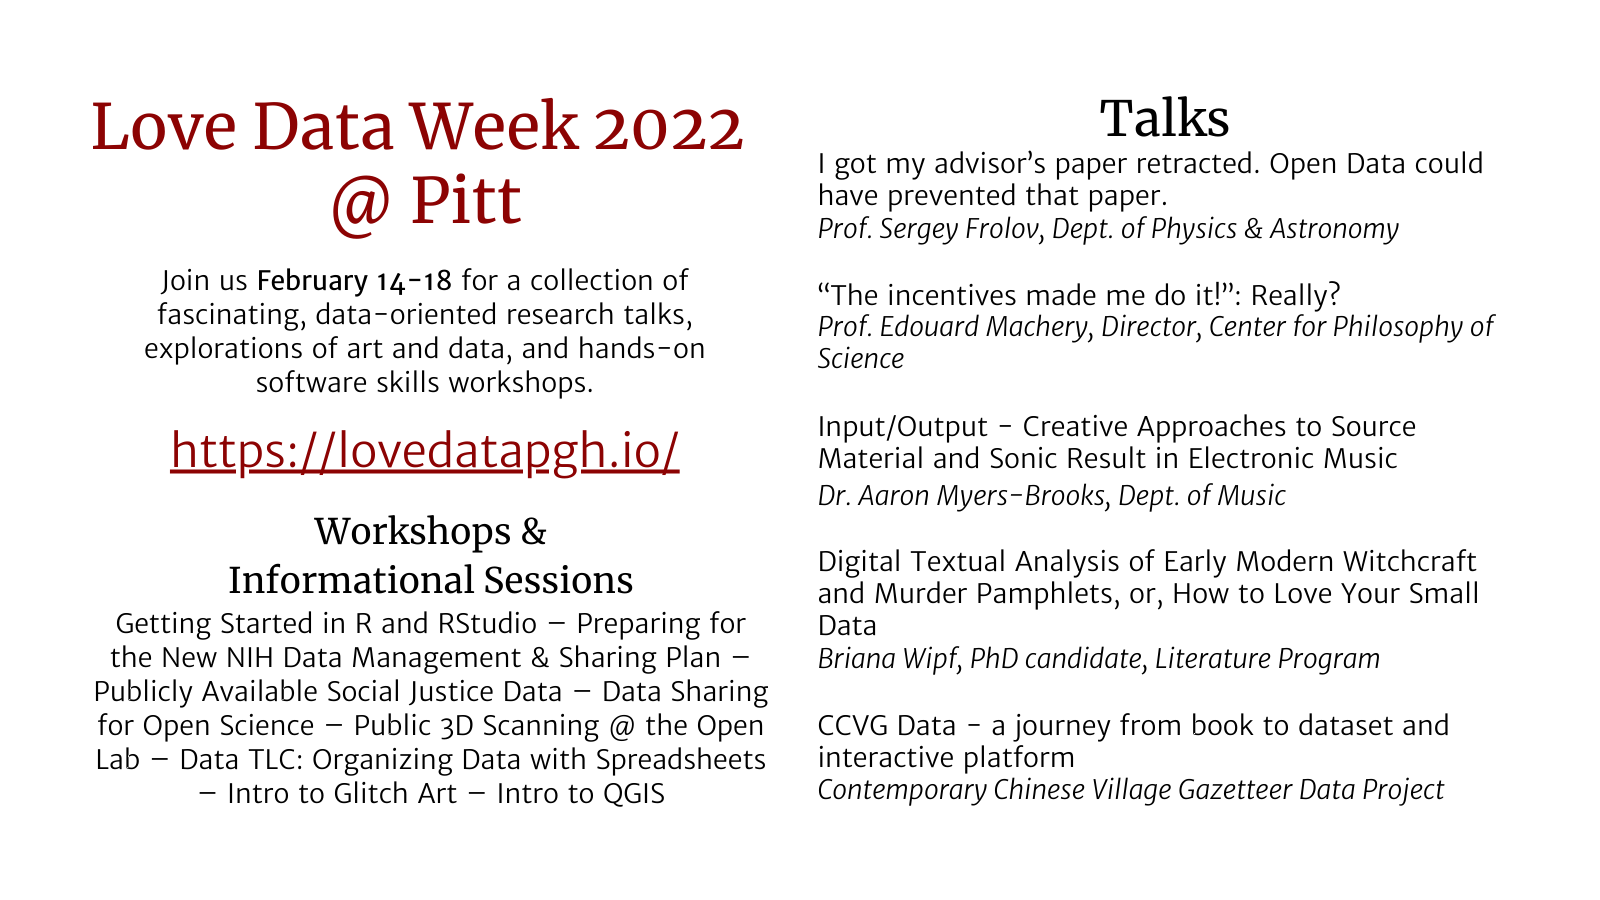 Love Data Week 2022
@ Pitt
Join us February 14-18 for a collection of
fascinating, data-oriented research talks,
explorations of art and data, and hands-on
software skills workshops.
https://lovedatapgh.io/
Workshops &
Informational Sessions
Getting Started in R and RStudio – Preparing for
the New NIH Data Management & Sharing Plan –
Publicly Available Social Justice Data – Data Sharing
for Open Science – Public 3D Scanning @ the Open
Lab – Data TLC: Organizing Data with Spreadsheets
– Intro to Glitch Art – Intro to QGIS
Talks
I got my advisor’s paper retracted. Open Data could
have prevented that paper.
Prof. Sergey Frolov, Dept. of Physics & Astronomy
“The incentives made me do it!”: Really?
Prof. Edouard Machery, Director, Center for Philosophy of
Science
Input/Output - Creative Approaches to Source
Material and Sonic Result in Electronic Music
Dr. Aaron Myers-Brooks, Dept. of Music
Digital Textual Analysis of Early Modern Witchcraft
and Murder Pamphlets, or, How to Love Your Small
Data
Briana Wipf, PhD candidate, Literature Program
CCVG Data - a journey from book to dataset and
interactive platform
Contemporary Chinese Village Gazetteer Data Project